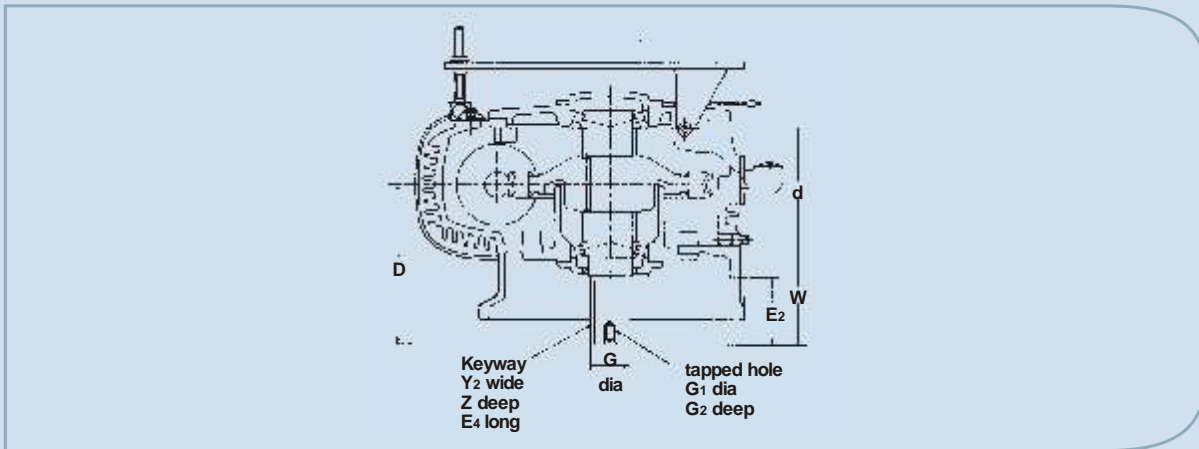 d
D
W
E2
Keyway
Y2 wide
Z deep
E4 long
G
dia
tapped hole
G1 dia
G2 deep